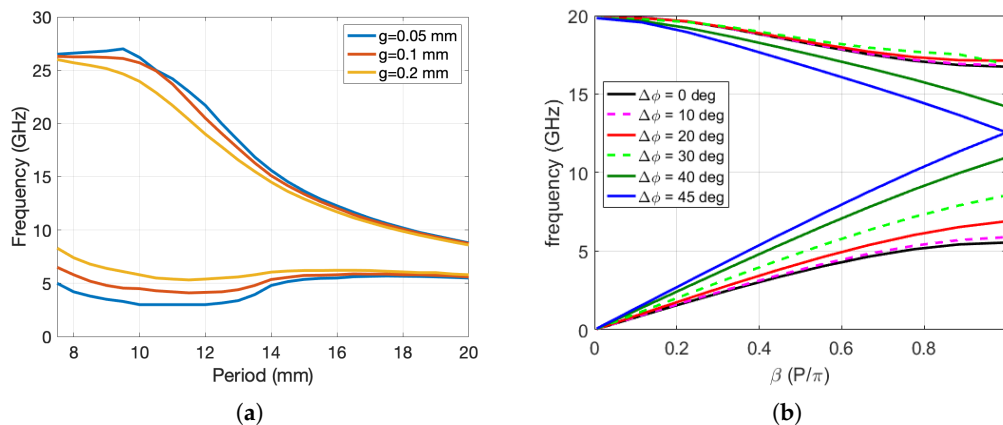 30
25
20
15
10
5
0
Frequency (GHz)
8 10 12 14 16 18 20
Period (mm)
g=0.05 mm
g=0.1 mm
g=0.2 mm
(a)
20
15
10
5
0
frequency (GHz)
0 0.2 0.4 0.6 0.8
β (P/π)
Δϕ = 0 deg
Δϕ = 10 deg
Δϕ = 20 deg
Δϕ = 30 deg
Δϕ = 40 deg
Δϕ = 45 deg
(b)